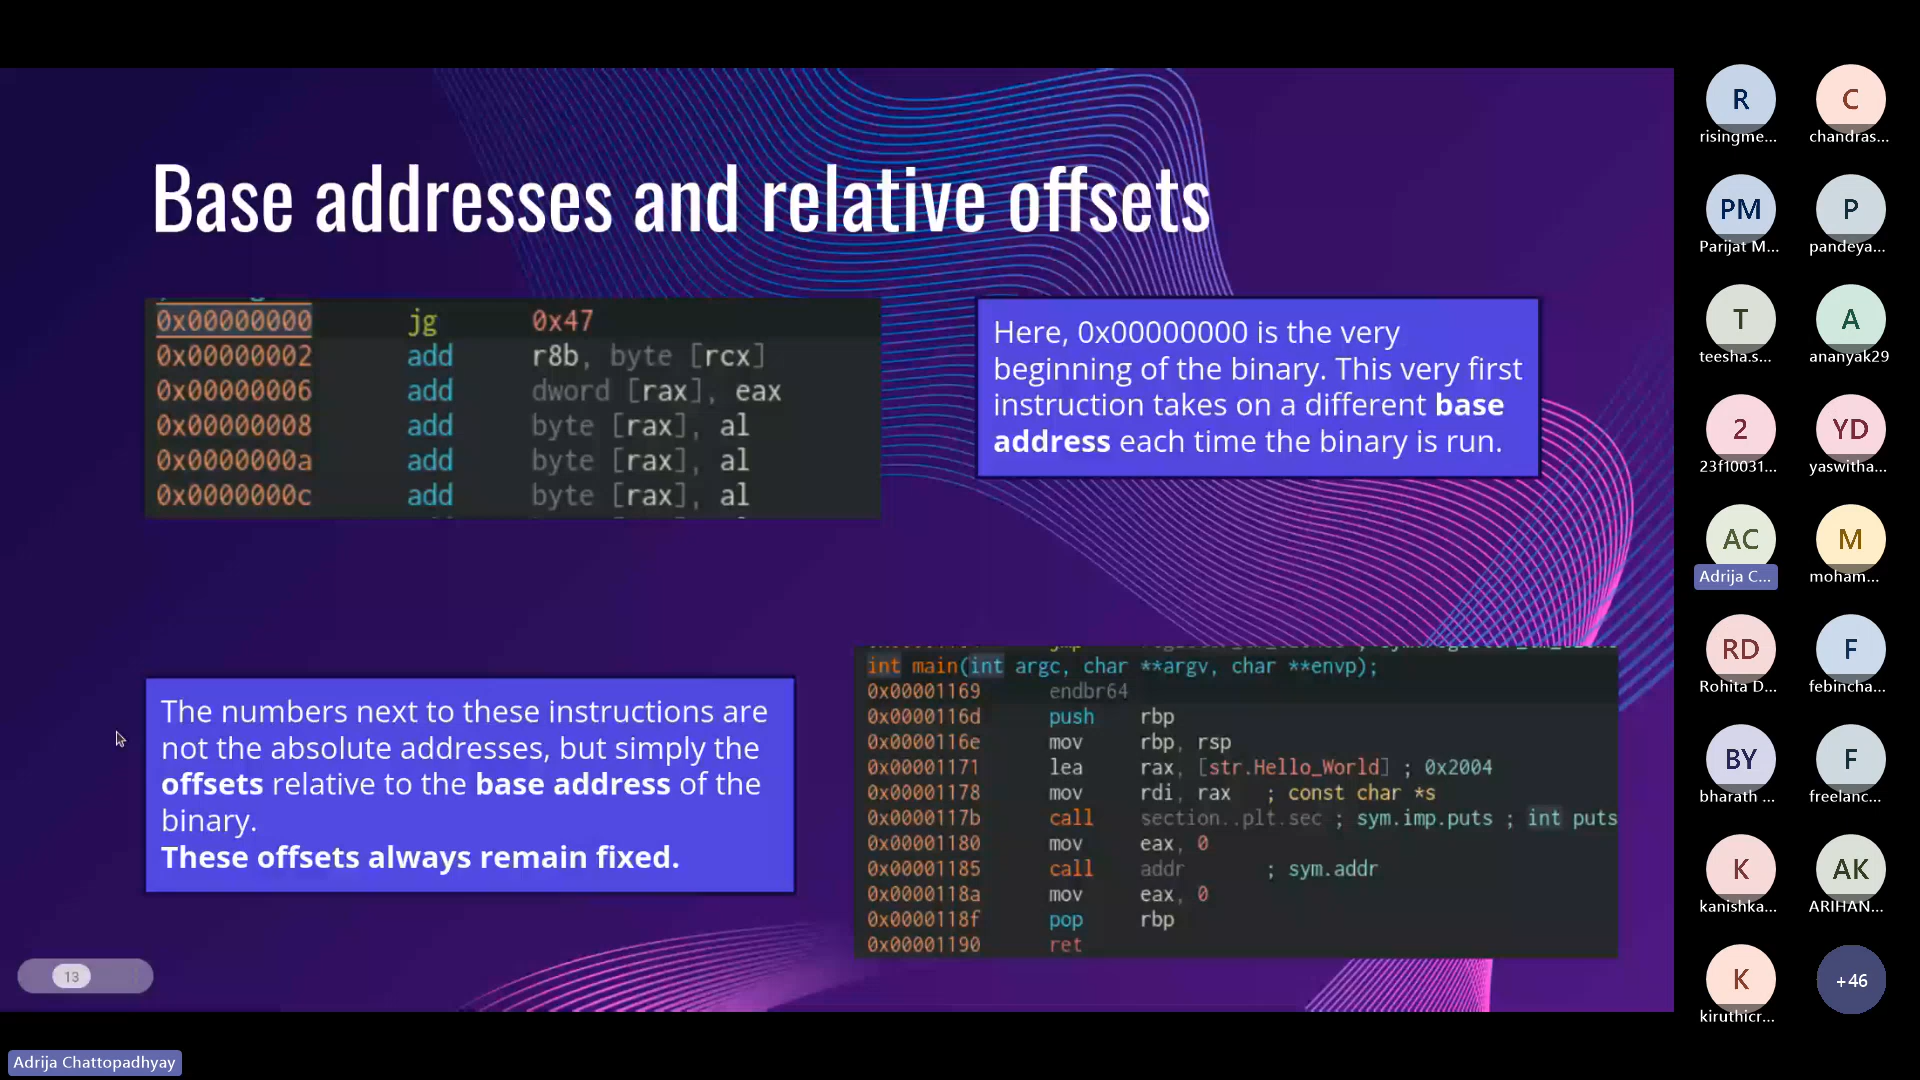 Base addresses and relative offsets
0x00000000 jg 0x47
0x00000002 add r8b, byte [rcx]
0x00000006 add dword [rax], eax
0x00000008 add byte [rax], al
0x0000000a add byte [rax], al
0x0000000c add byte [rax], al
Here, 0x00000000 is the very
beginning of the binary. This very first
instruction takes on a different base
address each time the binary is run.
The numbers next to these instructions are
not the absolute addresses, but simply the
offsets relative to the base address of the
binary.
These offsets always remain fixed.
int main(int argc, char **argv, char **envp);
0x00001169 endbr64
0x0000116d push rbp
0x0000116e mov rbp, rsp
0x00001171 lea rax, [str.Hello_World] ; 0x2004
0x00001178 mov rdi, rax ; const char *s
0x0000117b call section..plt.sec ; sym.imp.puts ; int puts
0x00001180 mov eax, 0
0x00001185 call addr ; sym.addr
0x0000118a mov eax, 0
0x0000118f pop rbp
0x00001190 ret
13
Adrija Chattopadhyay
R C
risingme... chandras...
PM P
Parijat M... pandeya...
T A
teesha.s... ananyak29
2 YD
23f10031... yaswitha...
AC M
Adrija C... moham...
RD F
Rohita D... febincha...
BY F
bharath ... freelanc...
K AK
kanishka... ARIHAN...
K +46
kiruthicr...